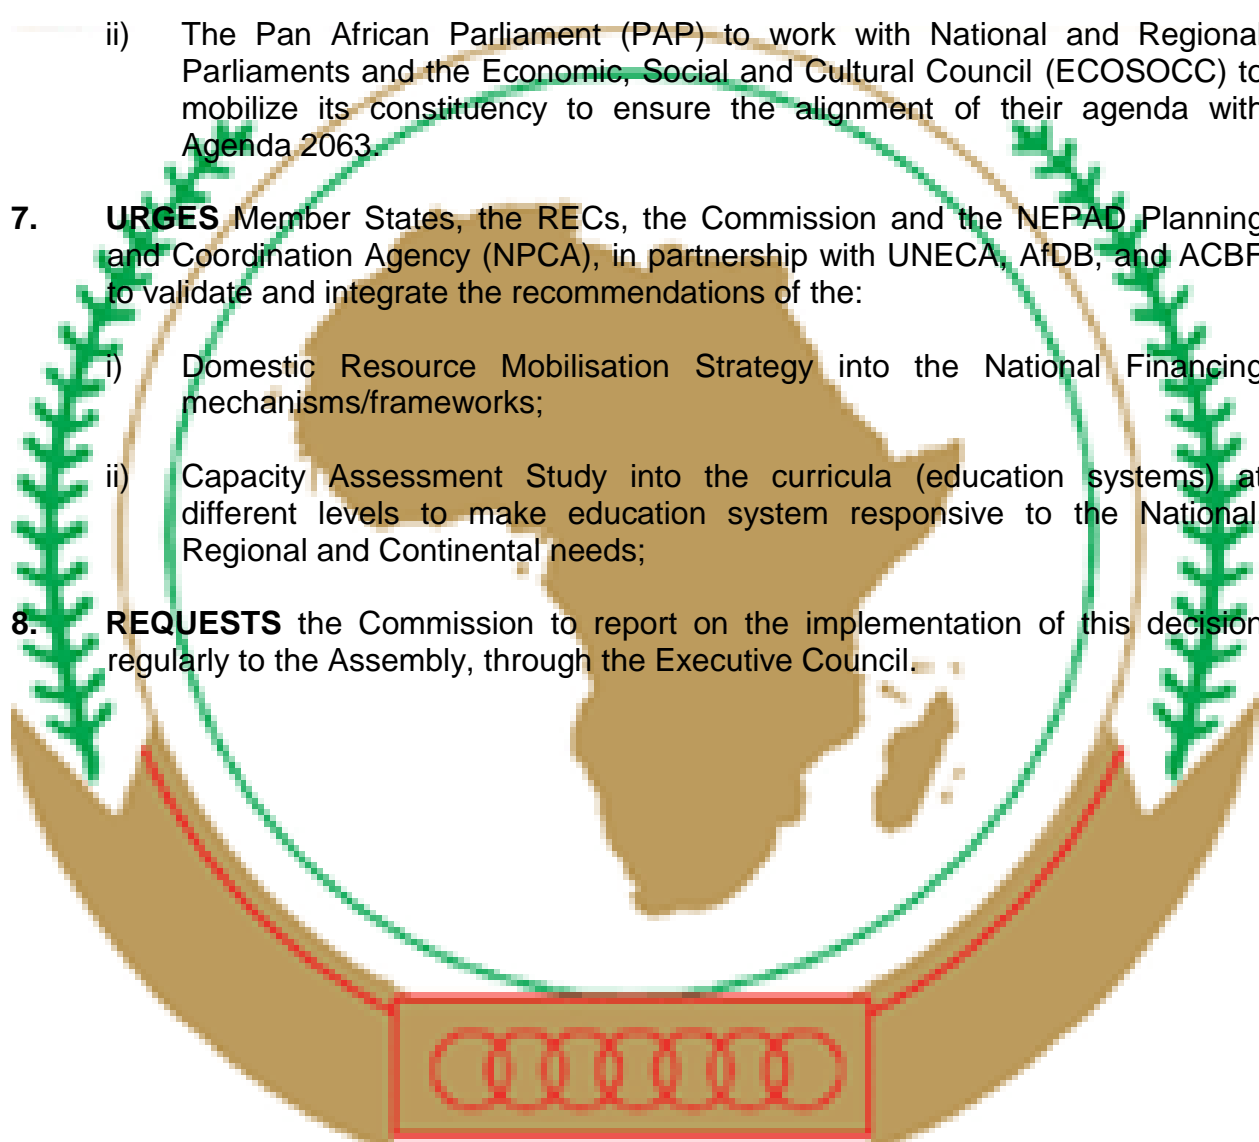 ii) The Pan African Parliament (PAP) to work with National and Regional
Parliaments and the Economic, Social and Cultural Council (ECOSOCC) to
mobilize its constituency to ensure the alignment of their agenda with
Agenda 2063.
7. URGES Member States, the RECs, the Commission and the NEPAD Planning
and Coordination Agency (NPCA), in partnership with UNECA, AfDB, and ACBF
to validate and integrate the recommendations of the:
i) Domestic Resource Mobilisation Strategy into the National Financing
mechanisms/frameworks;
ii) Capacity Assessment Study into the curricula (education systems) at
different levels to make education system responsive to the National,
Regional and Continental needs;
8. REQUESTS the Commission to report on the implementation of this decision
regularly to the Assembly, through the Executive Council.